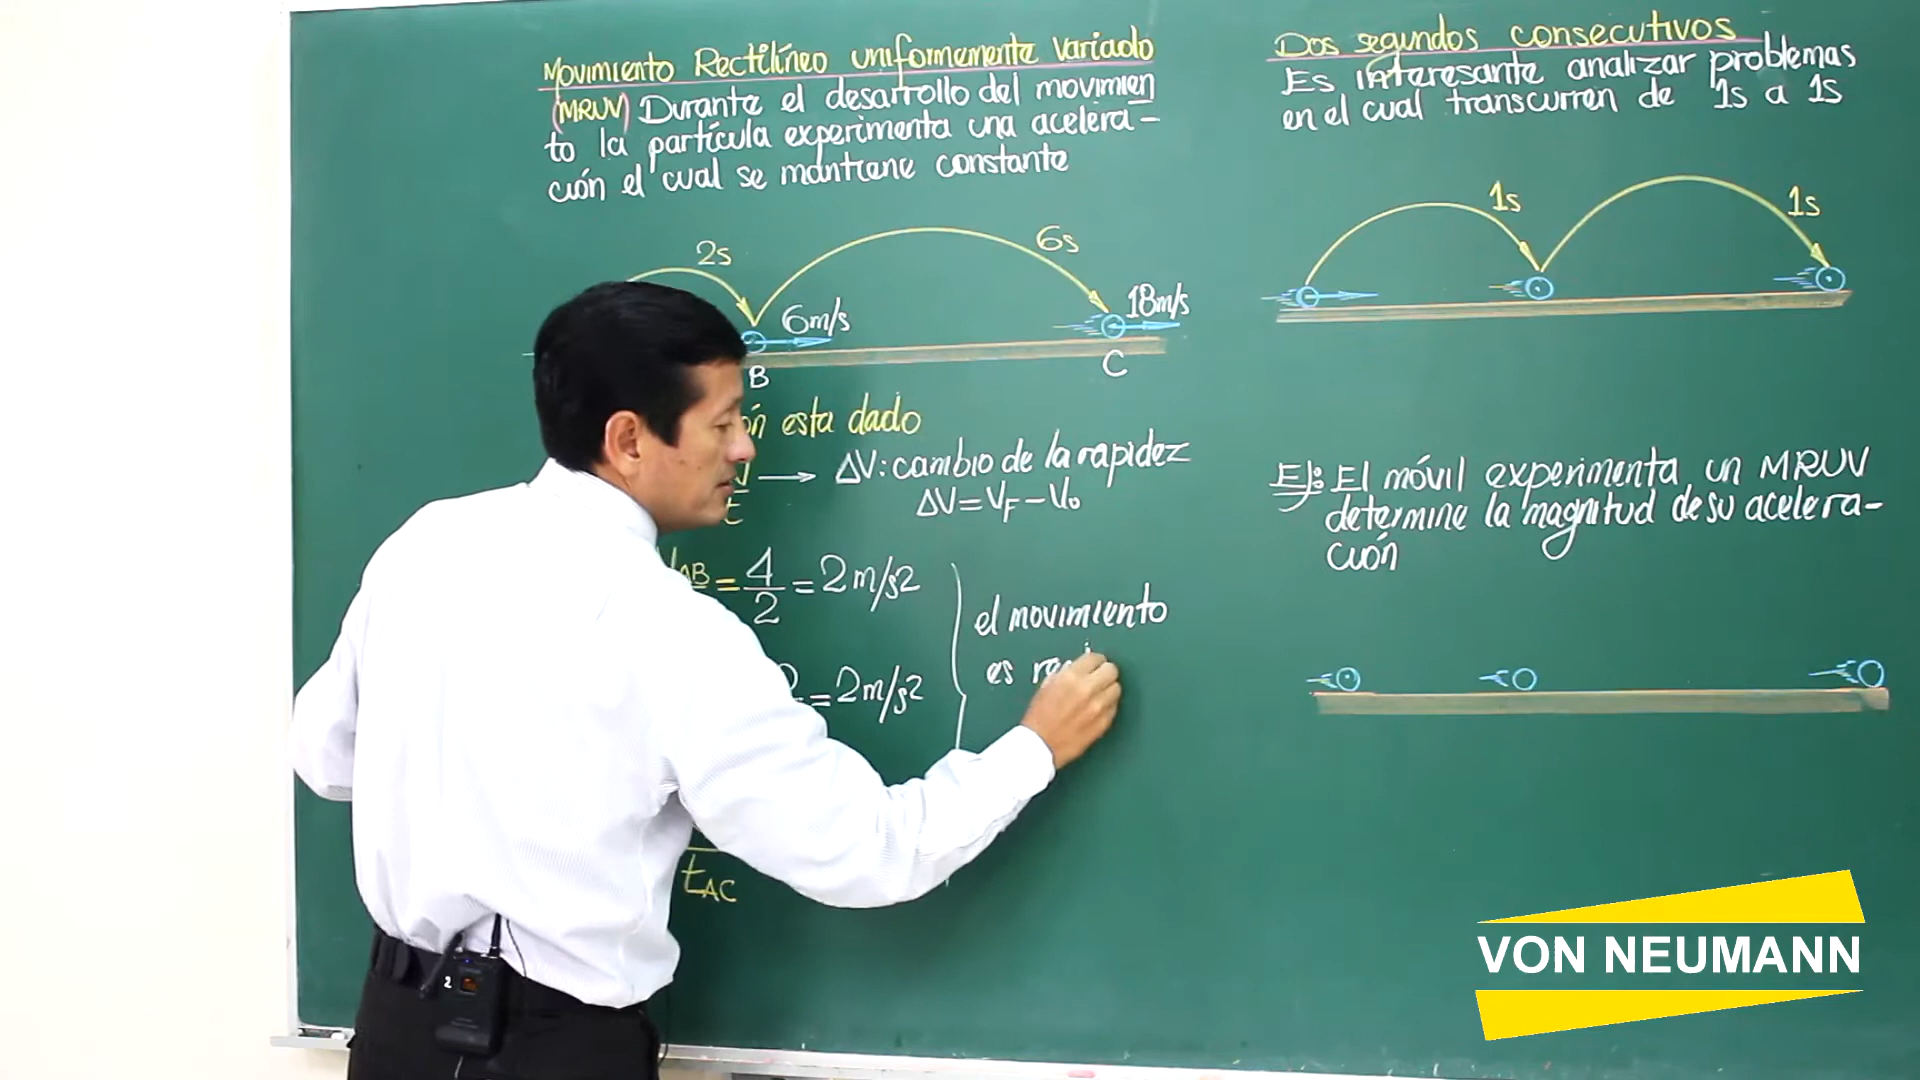 Movimiento Rectilíneo uniformemente variado
(MRUV) Durante el desarrollo del movimien
to la partícula experimenta una acelera-
ción el cual se mantiene constante
2s
6s
6m/s
18m/s
B
C
ón esta dado
→ ΔV: cambio de la rapidez
t
ΔV = VF - Vo
AB = 4/2 = 2m/s2
= 2m/s2
el movimiento
es
tAC
Dos segundos consecutivos
Es interesante analizar problemas
en el cual transcurren de 1s a 1s
1s
1s
Ej: El móvil experimenta un MRUV
determine la magnitud de su acelera-
ción
2
VON NEUMANN